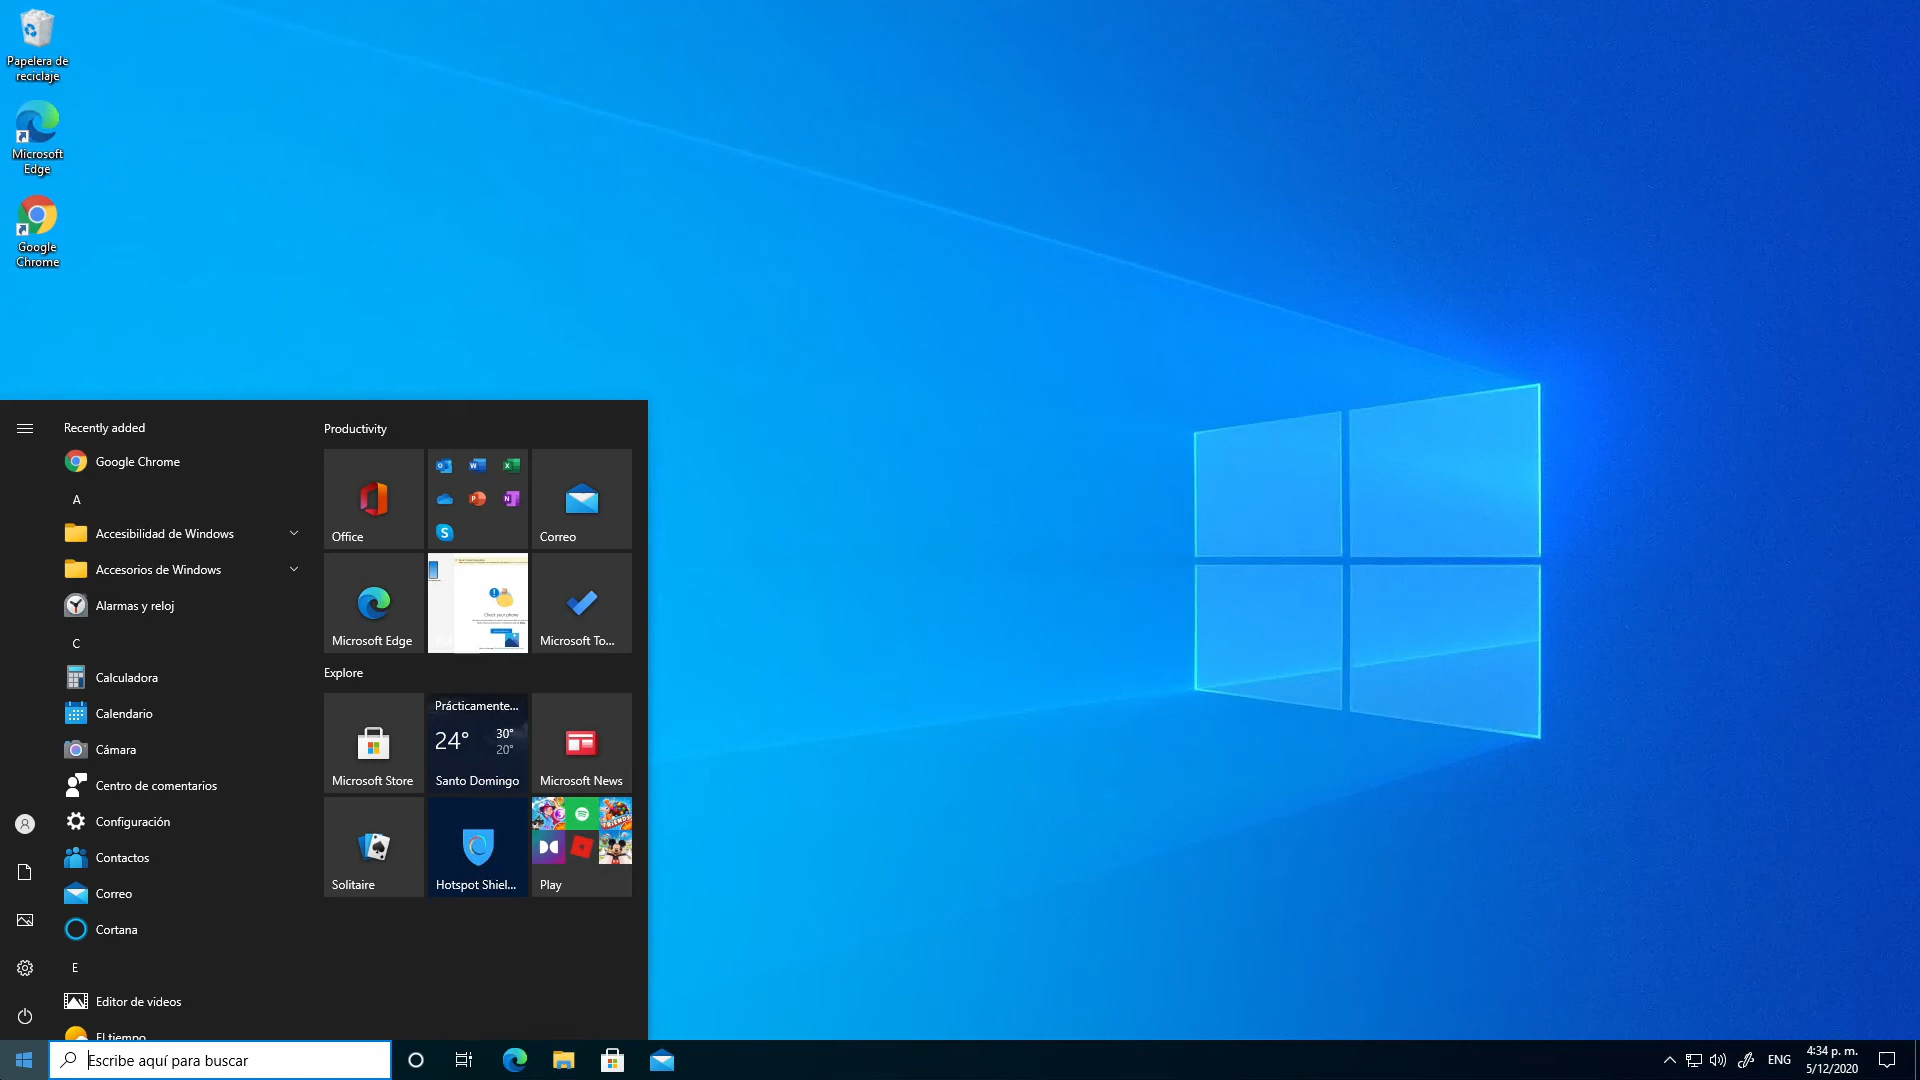 Papelera de
reciclaje
Microsoft
Edge
Google
Chrome
Recently added
Google Chrome
A
Accesibilidad de Windows
Accesorios de Windows
Alarmas y reloj
C
Calculadora
Calendario
Cámara
Centro de comentarios
Configuración
Contactos
Correo
Cortana
E
Editor de videos
El tiempo
Productivity
Office
Correo
Microsoft Edge
Check your phone
Microsoft To...
Explore
Microsoft Store
Prácticamente...
24°
30°
20°
Santo Domingo
Microsoft News
Solitaire
Hotspot Shiel...
Play
Escribe aquí para buscar
ENG
4:34 p. m.
5/12/2020